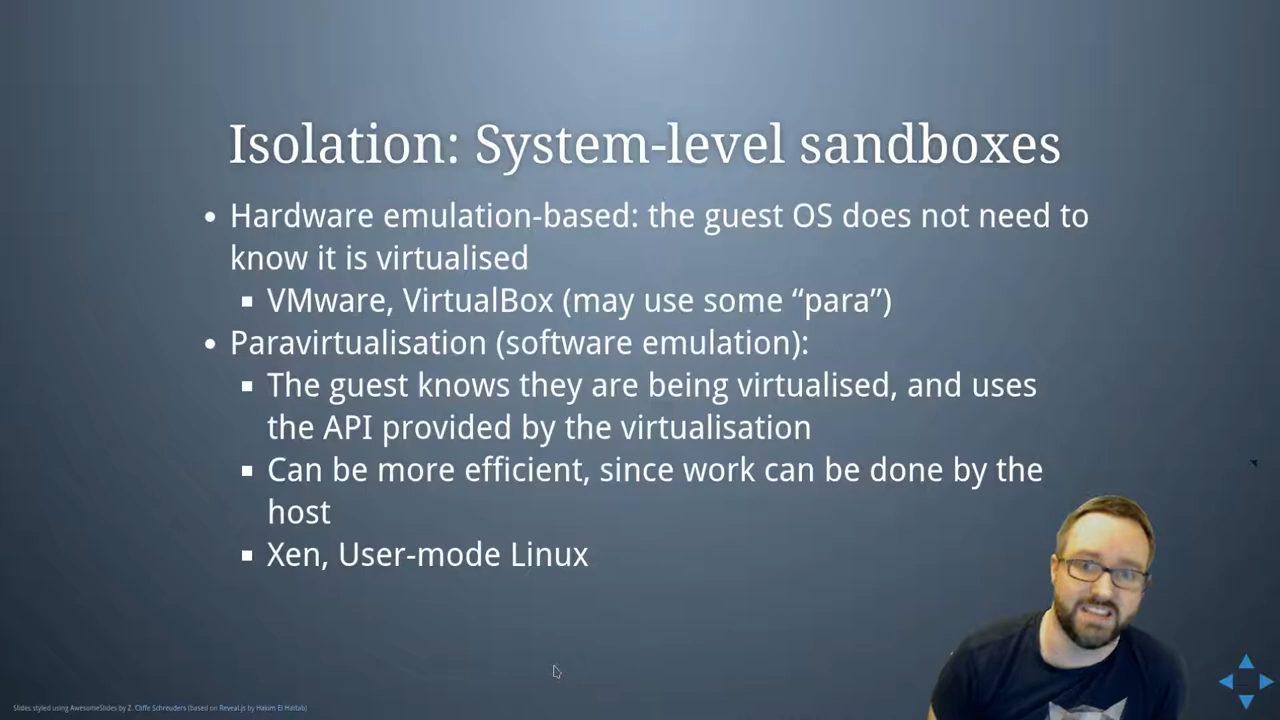 Isolation: System-level sandboxes
• Hardware emulation-based: the guest OS does not need to
know it is virtualised
▪ VMware, VirtualBox (may use some “para”)
• Paravirtualisation (software emulation):
▪ The guest knows they are being virtualised, and uses
the API provided by the virtualisation
▪ Can be more efficient, since work can be done by the
host
▪ Xen, User-mode Linux
Slides styled using AwesomeSlides by Z. Cliffe Schreuders (based on Reveal.js by Hakim El Hattab)